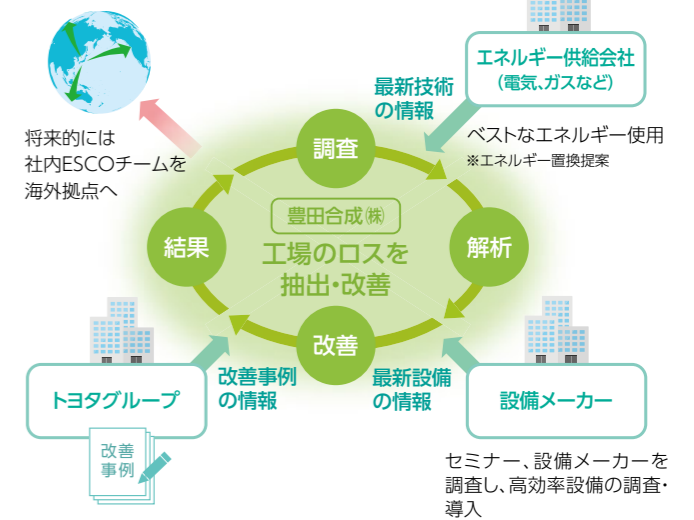 エネルギー供給会社
(電気、ガスなど)
最新技術
の情報
ベストなエネルギー使用
※エネルギー置換提案
将来的には
社内ESCOチームを
海外拠点へ
調査
豊田合成㈱
工場のロスを
抽出・改善
結果
解析
改善
トヨタグループ
改善事例
の情報
最新設備
の情報
設備メーカー
改善
事例
セミナー、設備メーカーを
調査し、高効率設備の調査・
導入